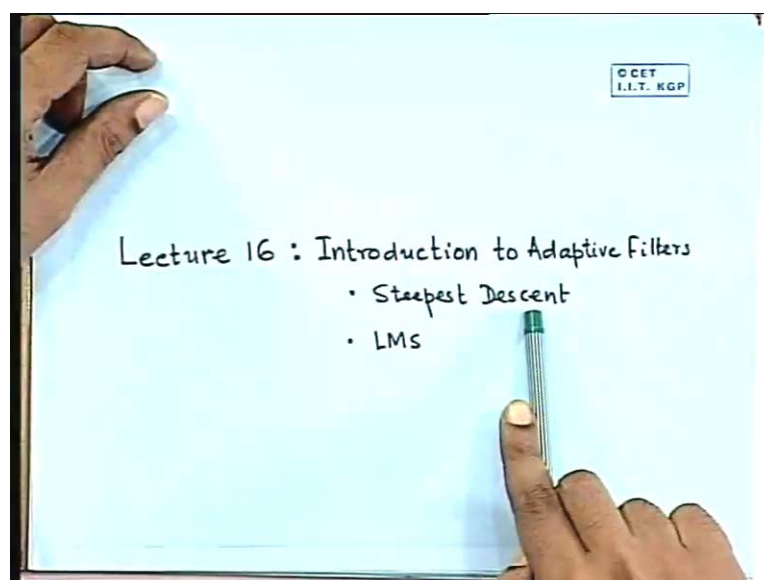 © CET
I.I.T. KGP
Lecture 16 : Introduction to Adaptive Filters
• Steepest Descent
• LMS